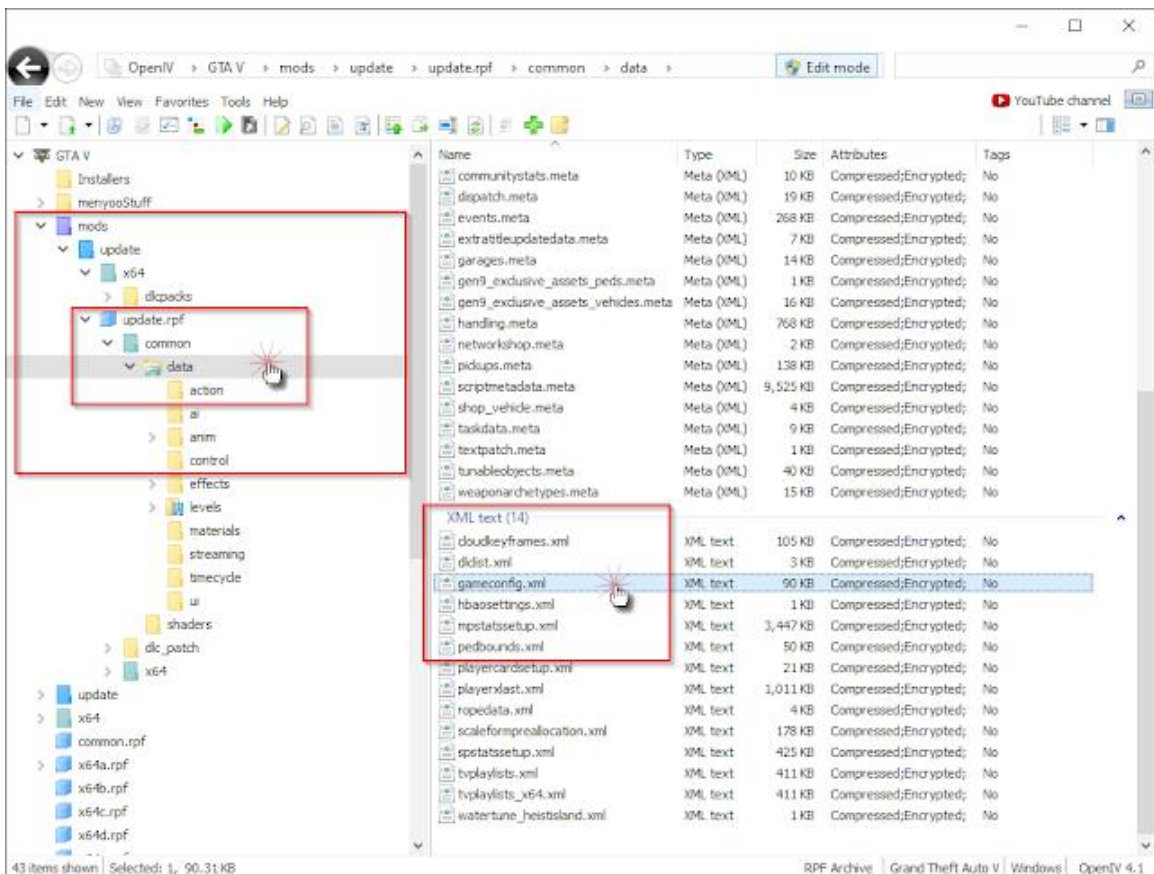 OpenIV › GTA V › mods › update › update.rpf › common › data › Edit mode
File Edit New View Favorites Tools Help YouTube channel
GTA V
Installers
menyooStuff
mods
update
x64
dlcpacks
update.rpf
common
data
action
ai
anim
control
effects
levels
materials
streaming
timecycle
ui
shaders
dlc_patch
x64
update
x64
common.rpf
x64a.rpf
x64b.rpf
x64c.rpf
x64d.rpf
Name Type Size Attributes Tags
communitystats.meta Meta (XML) 10 KB Compressed;Encrypted; No
dispatch.meta Meta (XML) 19 KB Compressed;Encrypted; No
events.meta Meta (XML) 268 KB Compressed;Encrypted; No
extratitleupdatedata.meta Meta (XML) 7 KB Compressed;Encrypted; No
garages.meta Meta (XML) 14 KB Compressed;Encrypted; No
gen9_exclusive_assets_peds.meta Meta (XML) 1 KB Compressed;Encrypted; No
gen9_exclusive_assets_vehicles.meta Meta (XML) 16 KB Compressed;Encrypted; No
handling.meta Meta (XML) 768 KB Compressed;Encrypted; No
networkshop.meta Meta (XML) 2 KB Compressed;Encrypted; No
pickups.meta Meta (XML) 138 KB Compressed;Encrypted; No
scriptmetadata.meta Meta (XML) 9,525 KB Compressed;Encrypted; No
shop_vehicle.meta Meta (XML) 4 KB Compressed;Encrypted; No
taskdata.meta Meta (XML) 9 KB Compressed;Encrypted; No
textpatch.meta Meta (XML) 1 KB Compressed;Encrypted; No
tunableobjects.meta Meta (XML) 40 KB Compressed;Encrypted; No
weaponarchetypes.meta Meta (XML) 15 KB Compressed;Encrypted; No
XML text (14)
cloudkeyframes.xml XML text 105 KB Compressed;Encrypted; No
dldist.xml XML text 3 KB Compressed;Encrypted; No
gameconfig.xml XML text 90 KB Compressed;Encrypted; No
hbaosettings.xml XML text 1 KB Compressed;Encrypted; No
mpstatssetup.xml XML text 3,447 KB Compressed;Encrypted; No
pedbounds.xml XML text 50 KB Compressed;Encrypted; No
playercardsetup.xml XML text 21 KB Compressed;Encrypted; No
playerxlast.xml XML text 1,011 KB Compressed;Encrypted; No
ropedata.xml XML text 4 KB Compressed;Encrypted; No
scaleformpreallocation.xml XML text 178 KB Compressed;Encrypted; No
spstatssetup.xml XML text 425 KB Compressed;Encrypted; No
tvplaylists.xml XML text 411 KB Compressed;Encrypted; No
tvplaylists_x64.xml XML text 411 KB Compressed;Encrypted; No
watertune_heistisland.xml XML text 1 KB Compressed;Encrypted; No
43 items shown Selected: 1, 90.31 KB RPF Archive Grand Theft Auto V Windows OpenIV 4.1